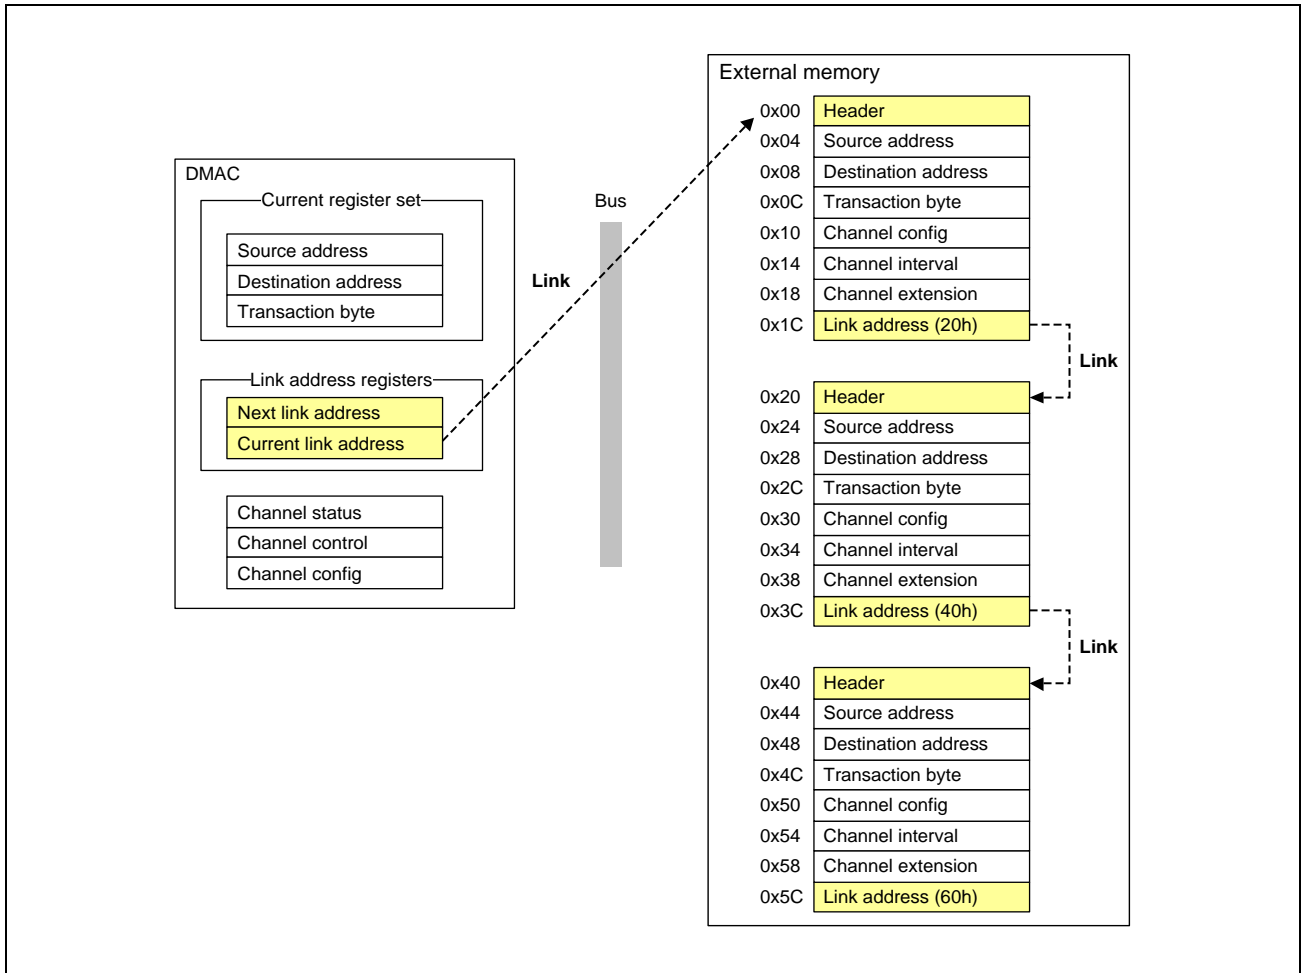 External memory
0x00 Header
0x04 Source address
0x08 Destination address
0x0C Transaction byte
0x10 Channel config
0x14 Channel interval
0x18 Channel extension
0x1C Link address (20h)
Link
0x20 Header
0x24 Source address
0x28 Destination address
0x2C Transaction byte
0x30 Channel config
0x34 Channel interval
0x38 Channel extension
0x3C Link address (40h)
Link
0x40 Header
0x44 Source address
0x48 Destination address
0x4C Transaction byte
0x50 Channel config
0x54 Channel interval
0x58 Channel extension
0x5C Link address (60h)
DMAC
Current register set
Source address
Destination address
Transaction byte
Link address registers
Next link address
Current link address
Channel status
Channel control
Channel config
Bus
Link